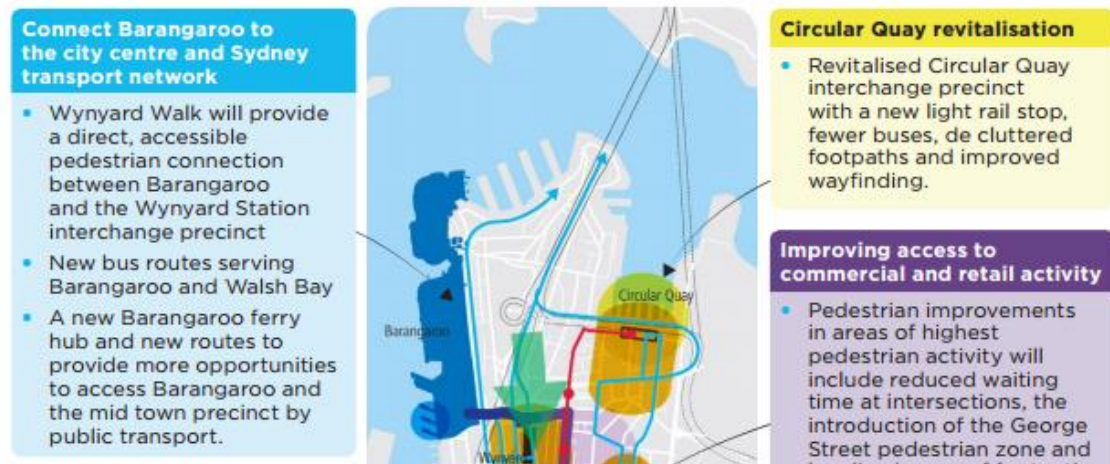 Connect Barangaroo to
the city centre and Sydney
transport network
• Wynyard Walk will provide
a direct, accessible
pedestrian connection
between Barangaroo
and the Wynyard Station
interchange precinct
• New bus routes serving
Barangaroo and Walsh Bay
• A new Barangaroo ferry
hub and new routes to
provide more opportunities
to access Barangaroo and
the mid town precinct by
public transport.
Circular Quay
Barangaroo
Wynyard
Circular Quay revitalisation
• Revitalised Circular Quay
interchange precinct
with a new light rail stop,
fewer buses, de cluttered
footpaths and improved
wayfinding.
Improving access to
commercial and retail activity
• Pedestrian improvements
in areas of highest
pedestrian activity will
include reduced waiting
time at intersections, the
introduction of the George
Street pedestrian zone and